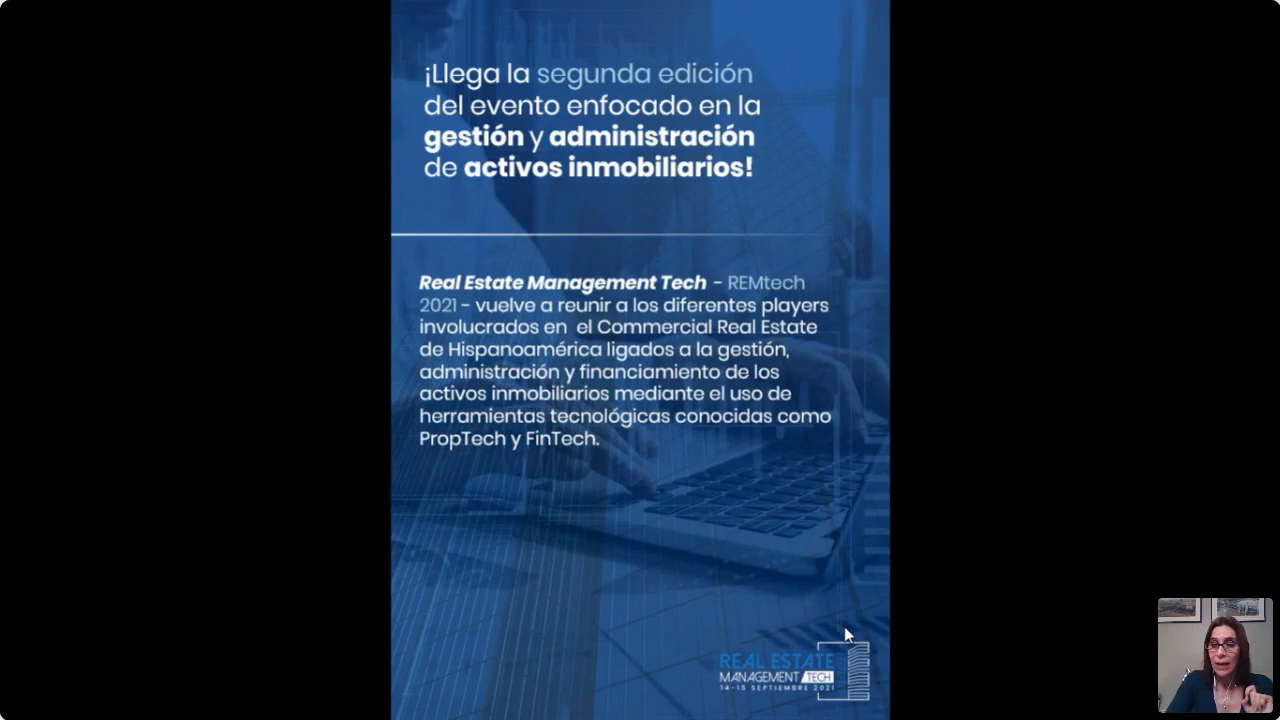 ¡Llega la segunda edición
del evento enfocado en la
gestión y administración
de activos inmobiliarios!
Real Estate Management Tech - REMtech
2021 - vuelve a reunir a los diferentes players
involucrados en el Commercial Real Estate
de Hispanoamérica ligados a la gestión,
administración y financiamiento de los
activos inmobiliarios mediante el uso de
herramientas tecnológicas conocidas como
PropTech y FinTech.
REAL ESTATE
MANAGEMENT TECH
14-15 SEPTIEMBRE 2021